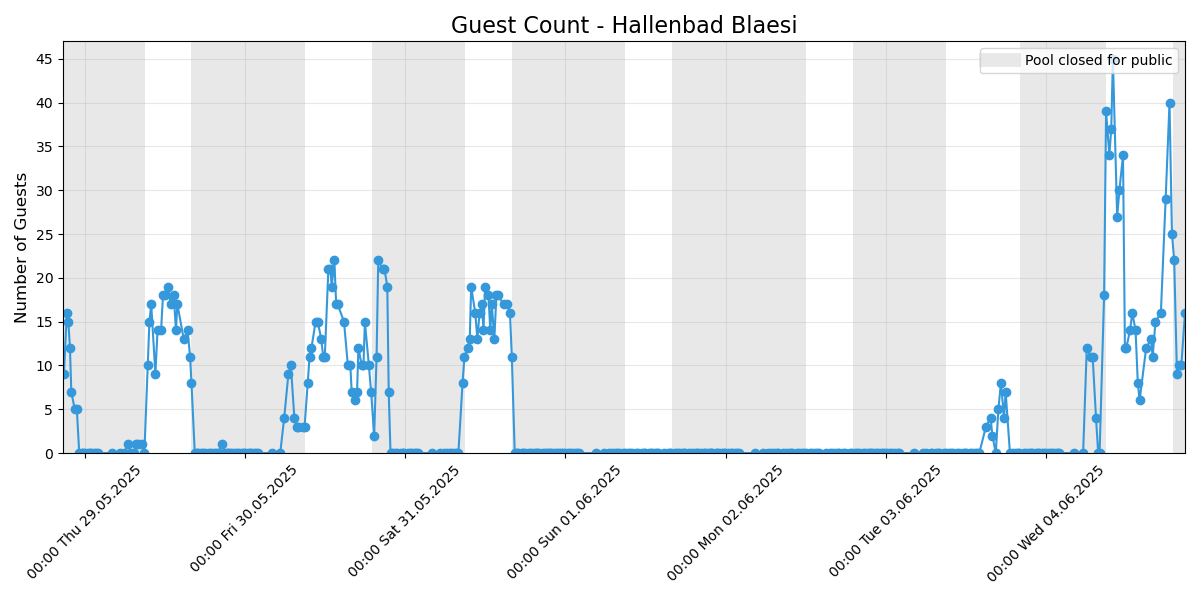 Guest Count - Hallenbad Blaesi
Pool closed for public
Number of Guests
45
40
35
30
25
20
15
10
5
0
00:00 Thu 29.05.2025
00:00 Fri 30.05.2025
00:00 Sat 31.05.2025
00:00 Sun 01.06.2025
00:00 Mon 02.06.2025
00:00 Tue 03.06.2025
00:00 Wed 04.06.2025